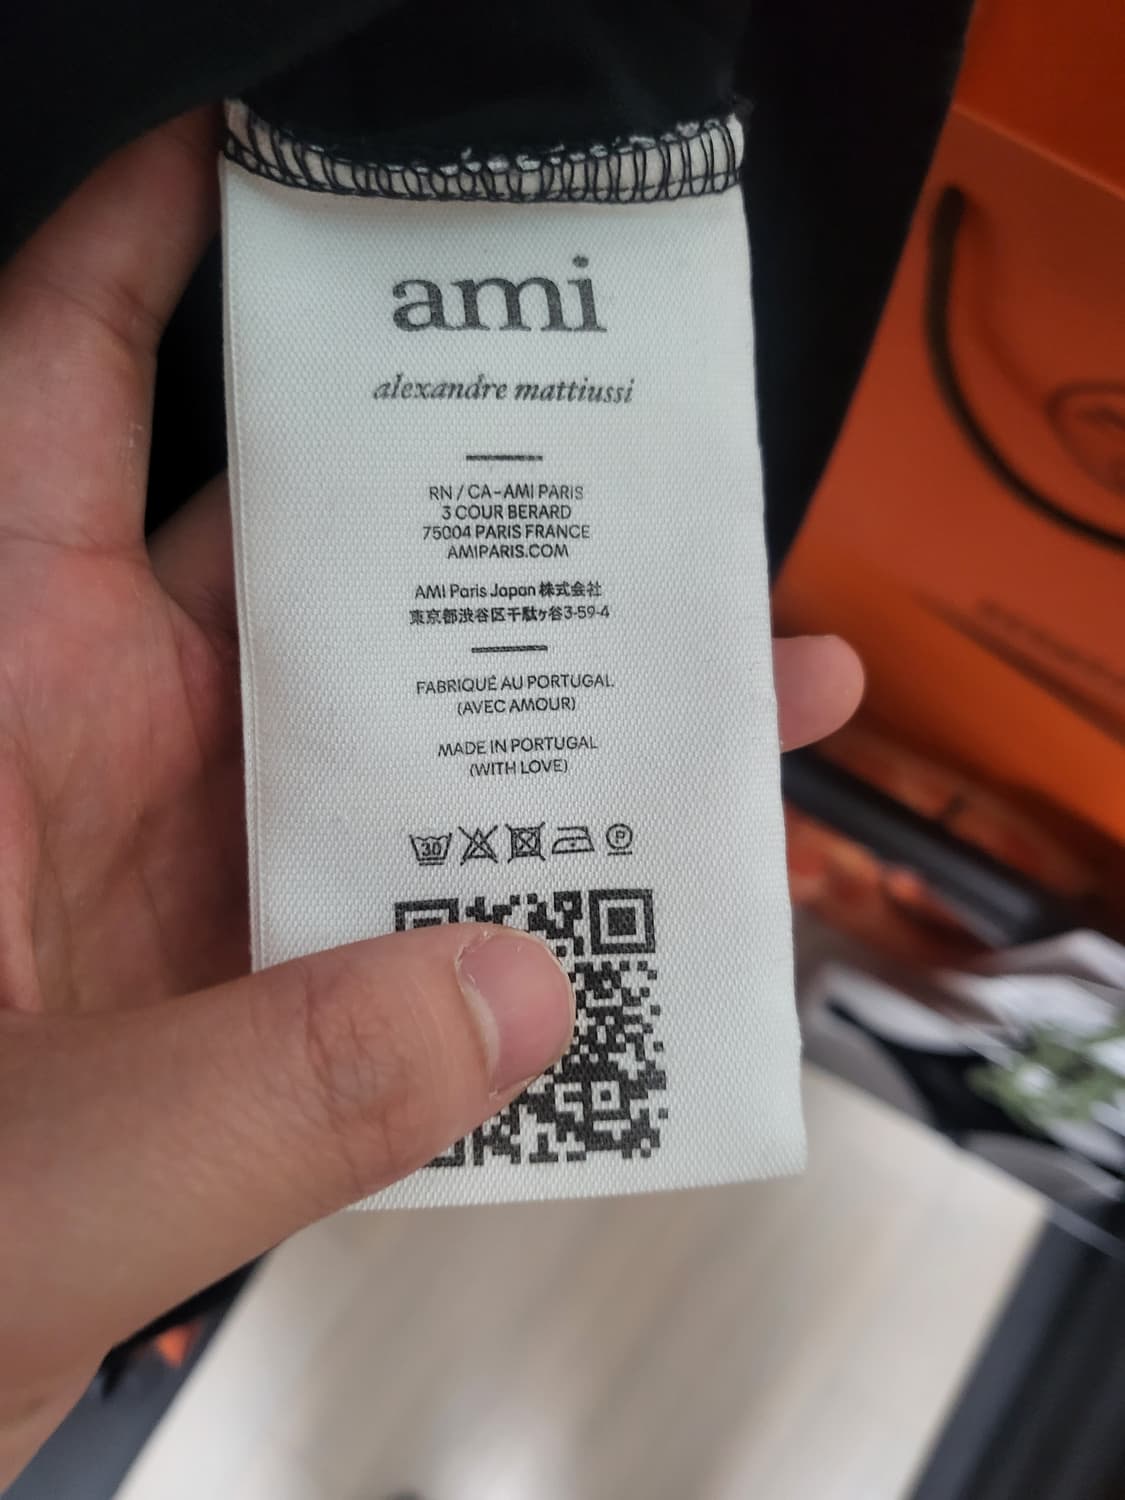 ami
alexandre mattiussi
RN / CA-AMI PARIS
3 COUR BERARD
75004 PARIS FRANCE
AMIPARIS.COM
AMI Paris Japan 株式会社
東京都渋谷区千駄ヶ谷3-59-4
FABRIQUÉ AU PORTUGAL
(AVEC AMOUR)
MADE IN PORTUGAL
(WITH LOVE)
30
P